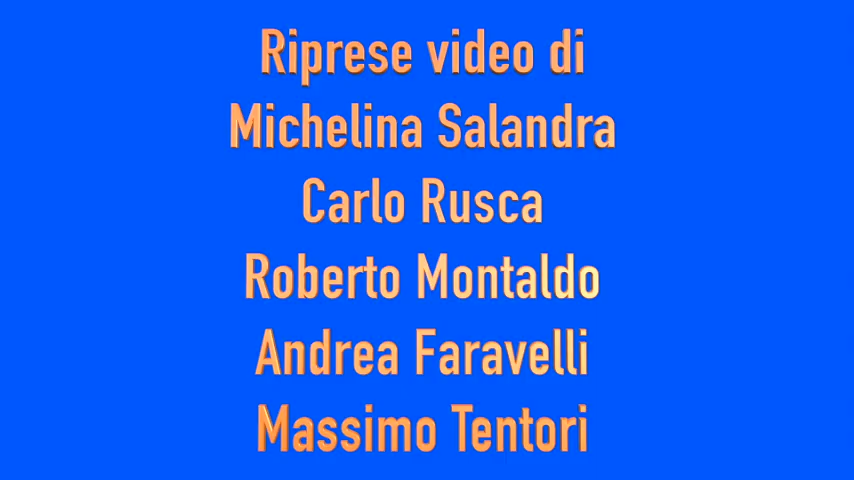 Riprese video di
Michelina Salandra
Carlo Rusca
Roberto Montaldo
Andrea Faravelli
Massimo Tentori